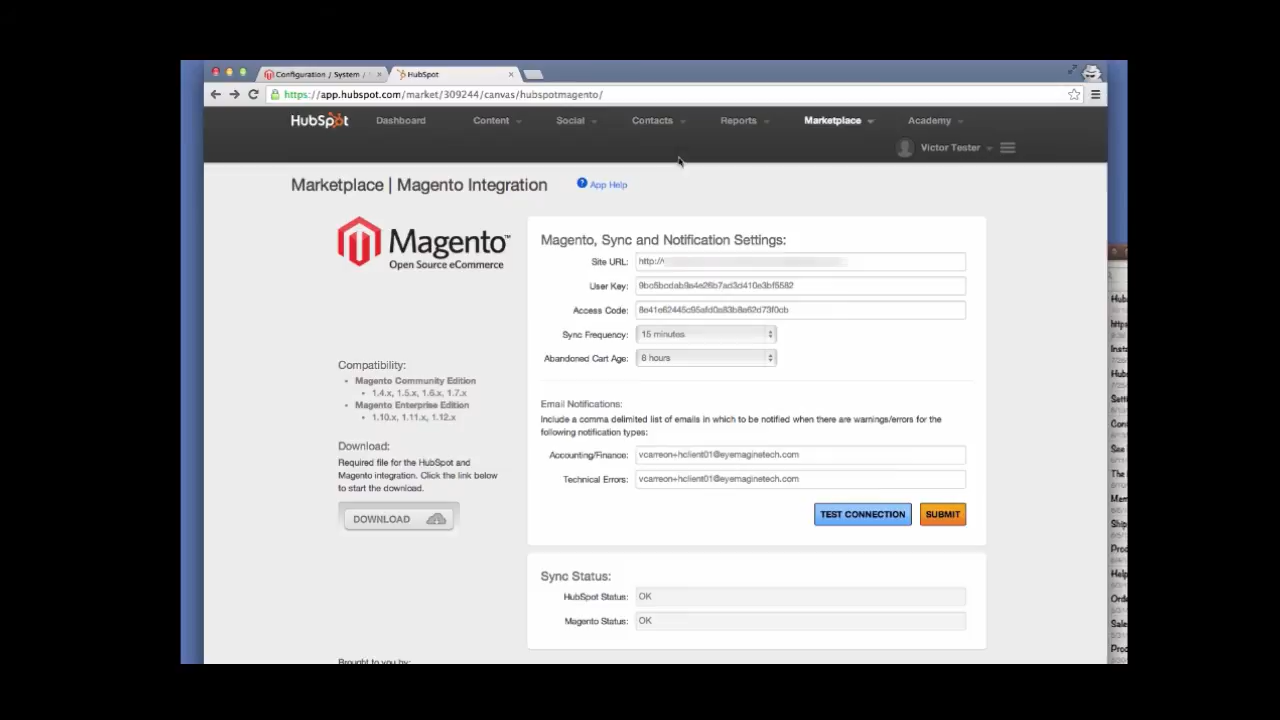 Configuration / System /
HubSpot
https://app.hubspot.com/market/309244/canvas/hubspotmagento/
HubSpot Dashboard Content Social Contacts Reports Marketplace Academy
Victor Tester
Marketplace | Magento Integration
App Help
Magento™
Open Source eCommerce
Compatibility:
Magento Community Edition
1.4.x, 1.5.x, 1.6.x, 1.7.x
Magento Enterprise Edition
1.10.x, 1.11.x, 1.12.x
Download:
Required file for the HubSpot and
Magento integration. Click the link below
to start the download.
DOWNLOAD
Brought to you by:
Magento, Sync and Notification Settings:
Site URL: http://
User Key:
Access Code:
Sync Frequency: 15 minutes
Abandoned Cart Age: 8 hours
Email Notifications:
Include a comma delimited list of emails in which to be notified when there are warnings/errors for the
following notification types:
Accounting/Finance: vcarreon+hclient01@eyemaginetech.com
Technical Errors: vcarreon+hclient01@eyemaginetech.com
TEST CONNECTION SUBMIT
Sync Status:
HubSpot Status: OK
Magento Status: OK